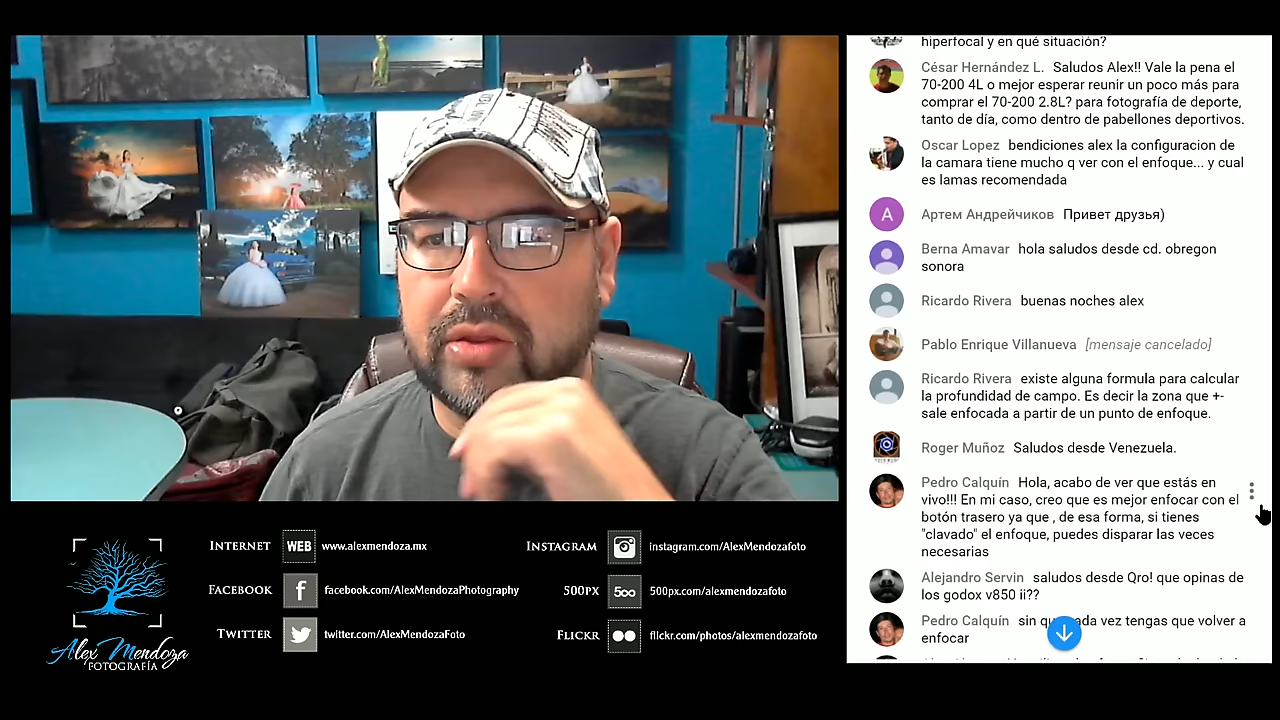 INTERNET
WEB
www.alexmendoza.mx
FACEBOOK
f
facebook.com/AlexMendozaPhotography
TWITTER
twitter.com/AlexMendozaFoto
INSTAGRAM
instagram.com/AlexMendozafoto
500PX
500
500px.com/alexmendozafoto
FLICKR
flickr.com/photos/alexmendozafoto
Alex Mendoza
FOTOGRAFÍA
hiperfocal y en qué situación?
César Hernández L. Saludos Alex!! Vale la pena el
70-200 4L o mejor esperar reunir un poco más para
comprar el 70-200 2.8L? para fotografía de deporte,
tanto de día, como dentro de pabellones deportivos.
Oscar Lopez bendiciones alex la configuracion de
la camara tiene mucho q ver con el enfoque... y cual
es lamas recomendada
A
Артем Андрейчиков Привет друзья)
Berna Amavar hola saludos desde cd. obregon
sonora
Ricardo Rivera buenas noches alex
Pablo Enrique Villanueva [mensaje cancelado]
Ricardo Rivera existe alguna formula para calcular
la profundidad de campo. Es decir la zona que +-
sale enfocada a partir de un punto de enfoque.
Roger Muñoz Saludos desde Venezuela.
Pedro Calquín Hola, acabo de ver que estás en
vivo!!! En mi caso, creo que es mejor enfocar con el
botón trasero ya que , de esa forma, si tienes
"clavado" el enfoque, puedes disparar las veces
necesarias
Alejandro Servin saludos desde Qro! que opinas de
los godox v850 ii??
Pedro Calquín sin cada vez tengas que volver a
enfocar